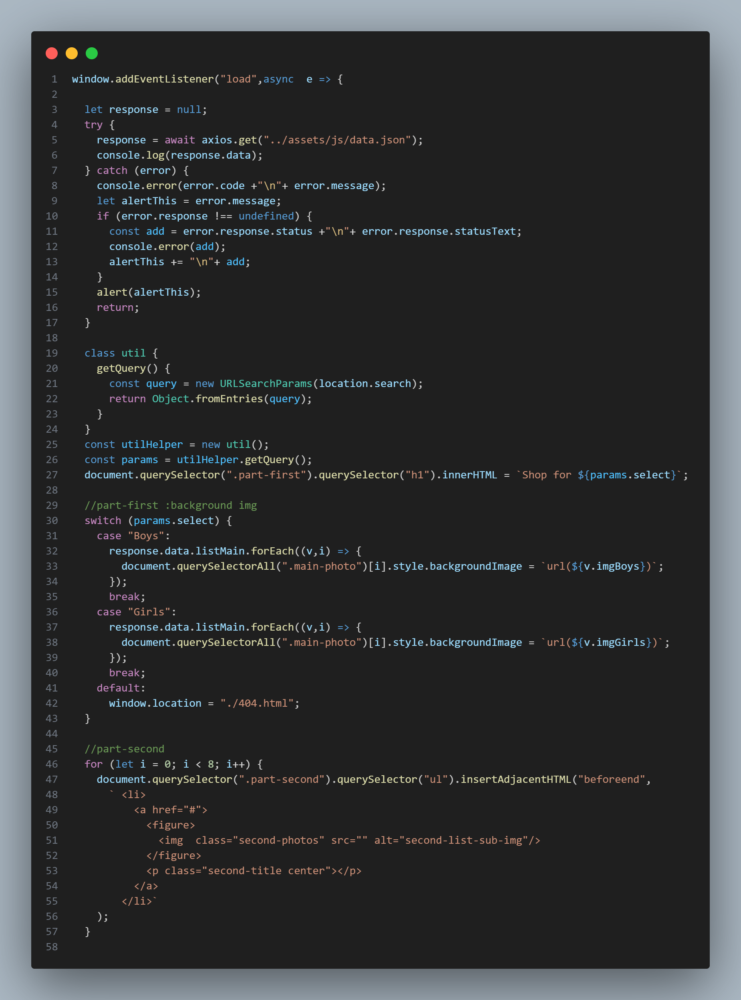 1 window.addEventListener("load",async  e => {
2
3   let response = null;
4   try {
5     response = await axios.get("../assets/js/data.json");
6     console.log(response.data);
7   } catch (error) {
8     console.error(error.code +"\n"+ error.message);
9     let alertThis = error.message;
10     if (error.response !== undefined) {
11       const add = error.response.status +"\n"+ error.response.statusText;
12       console.error(add);
13       alertThis += "\n"+ add;
14     }
15     alert(alertThis);
16     return;
17   }
18
19   class util {
20     getQuery() {
21       const query = new URLSearchParams(location.search);
22       return Object.fromEntries(query);
23     }
24   }
25   const utilHelper = new util();
26   const params = utilHelper.getQuery();
27   document.querySelector(".part-first").querySelector("h1").innerHTML = `Shop for ${params.select}`;
28
29   //part-first :background img
30   switch (params.select) {
31     case "Boys":
32       response.data.listMain.forEach((v,i) => {
33         document.querySelectorAll(".main-photo")[i].style.backgroundImage = `url(${v.imgBoys})`;
34       });
35       break;
36     case "Girls":
37       response.data.listMain.forEach((v,i) => {
38         document.querySelectorAll(".main-photo")[i].style.backgroundImage = `url(${v.imgGirls})`;
39       });
40       break;
41     default:
42       window.location = "./404.html";
43   }
44
45   //part-second
46   for (let i = 0; i < 8; i++) {
47     document.querySelector(".part-second").querySelector("ul").insertAdjacentHTML("beforeend",
48       ` <li>
49           <a href="#">
50             <figure>
51               <img  class="second-photos" src="" alt="second-list-sub-img"/>
52             </figure>
53             <p class="second-title center"></p>
54           </a>
55         </li>`
56     );
57   }
58